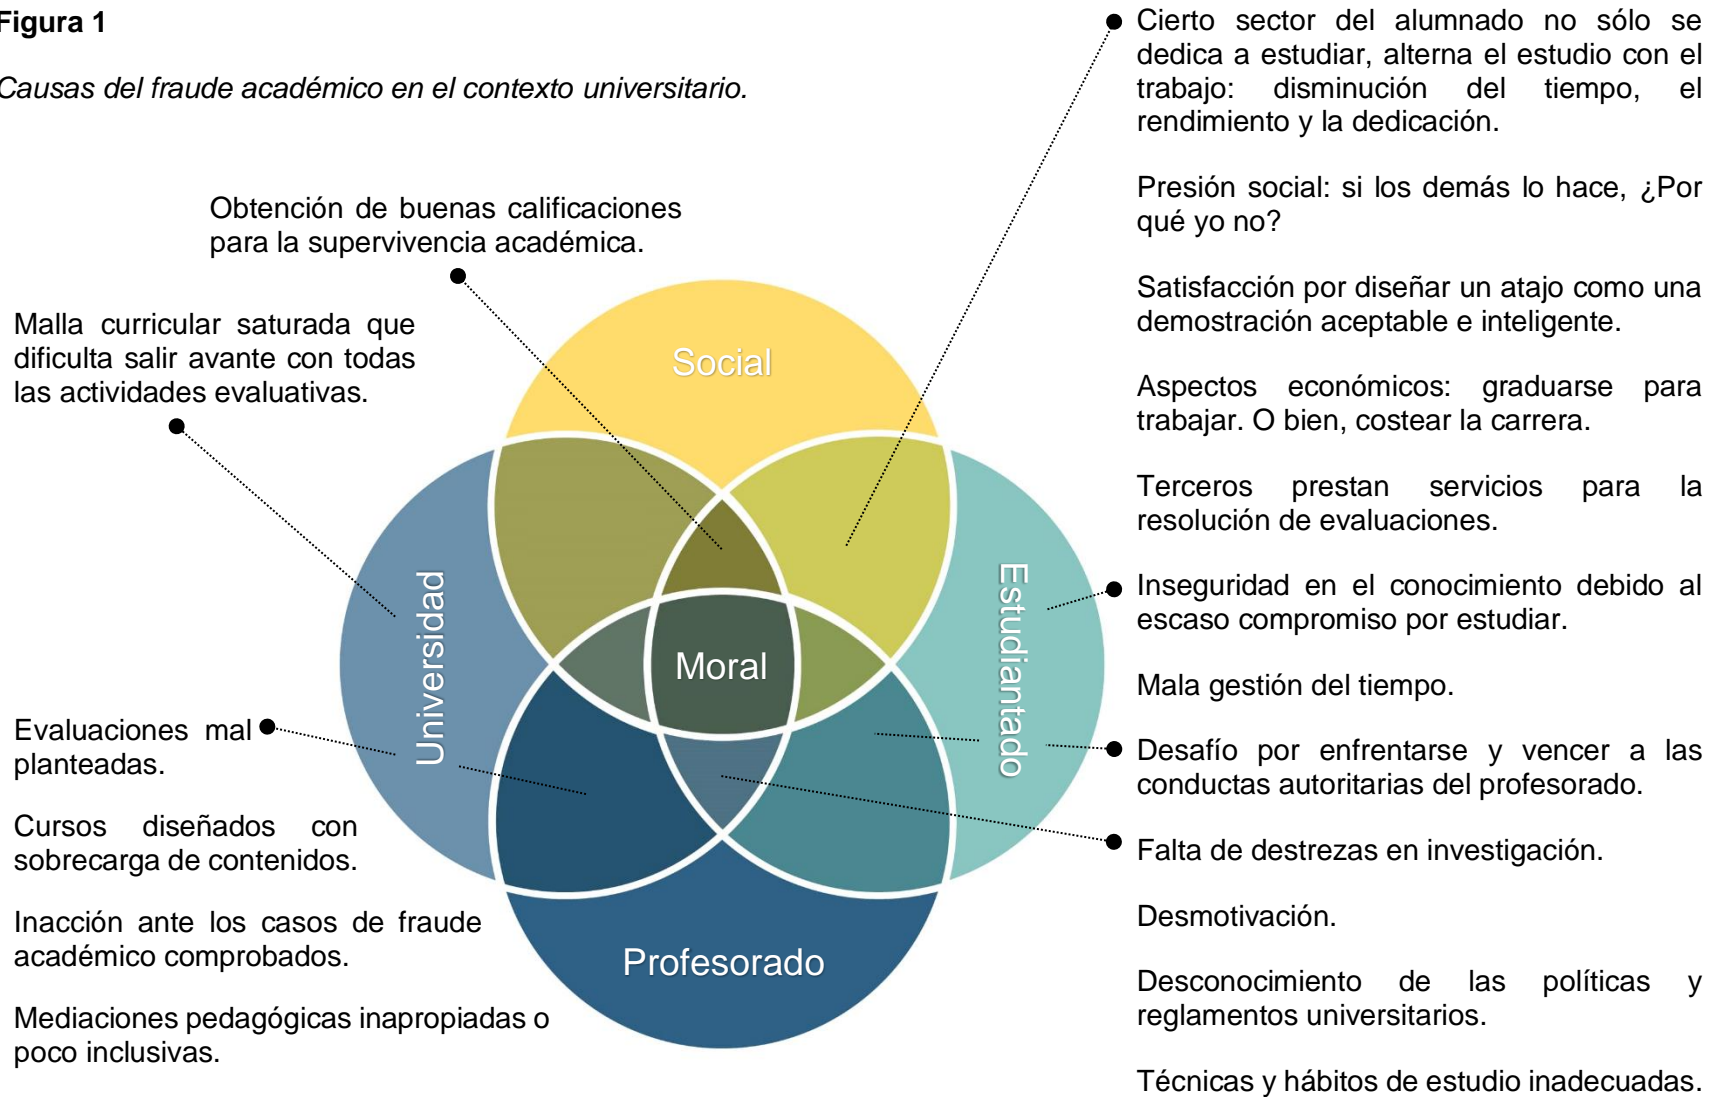 Figura 1
Causas del fraude académico en el contexto universitario.
Obtención de buenas calificaciones
para la supervivencia académica.
Malla curricular saturada que
dificulta salir avante con todas
las actividades evaluativas.
Evaluaciones mal
planteadas.
Cursos diseñados con
sobrecarga de contenidos.
Inacción ante los casos de fraude
académico comprobados.
Mediaciones pedagógicas inapropiadas o
poco inclusivas.
Social
Universidad
Moral
Estudiantado
Profesorado
Cierto sector del alumnado no sólo se
dedica a estudiar, alterna el estudio con el
trabajo: disminución del tiempo, el
rendimiento y la dedicación.
Presión social: si los demás lo hace, ¿Por
qué yo no?
Satisfacción por diseñar un atajo como una
demostración aceptable e inteligente.
Aspectos económicos: graduarse para
trabajar. O bien, costear la carrera.
Terceros prestan servicios para la
resolución de evaluaciones.
Inseguridad en el conocimiento debido al
escaso compromiso por estudiar.
Mala gestión del tiempo.
Desafío por enfrentarse y vencer a las
conductas autoritarias del profesorado.
Falta de destrezas en investigación.
Desmotivación.
Desconocimiento de las políticas y
reglamentos universitarios.
Técnicas y hábitos de estudio inadecuadas.